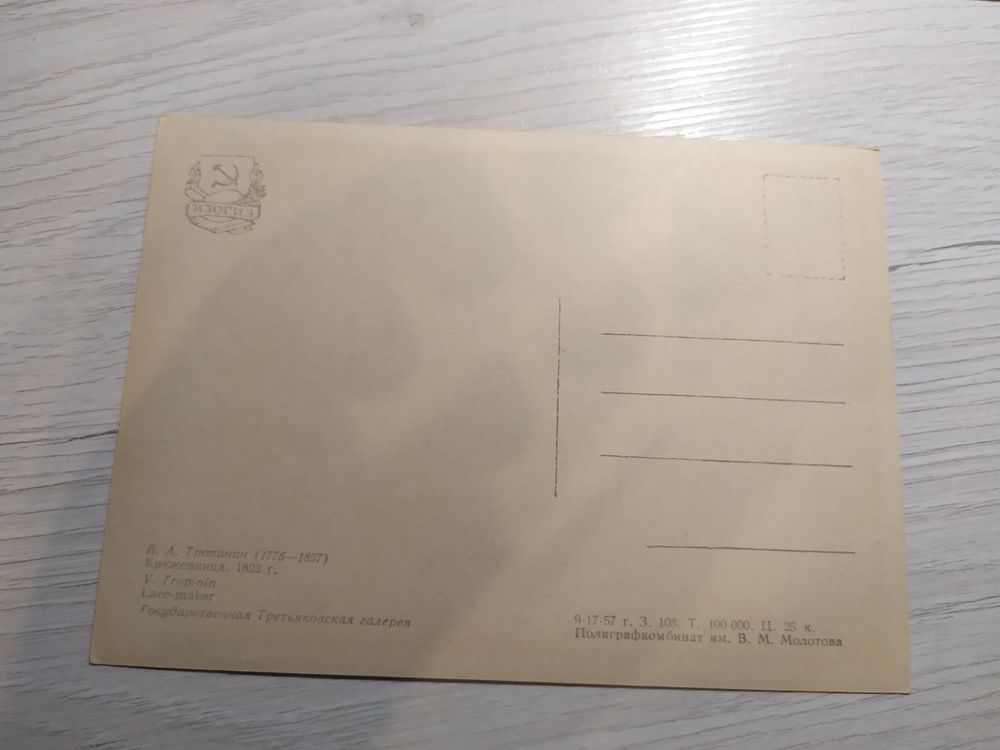 ИЗОГИЗ
В. А. Тропинин (1776—1857)
Кружевница. 1823 г.
V. Tropinin
Lace-maker
Государственная Третьяковская галерея
9-17-57 г. З. 108. Т. 100 000. Ц. 25 к.
Полиграфкомбинат им. В. М. Молотова